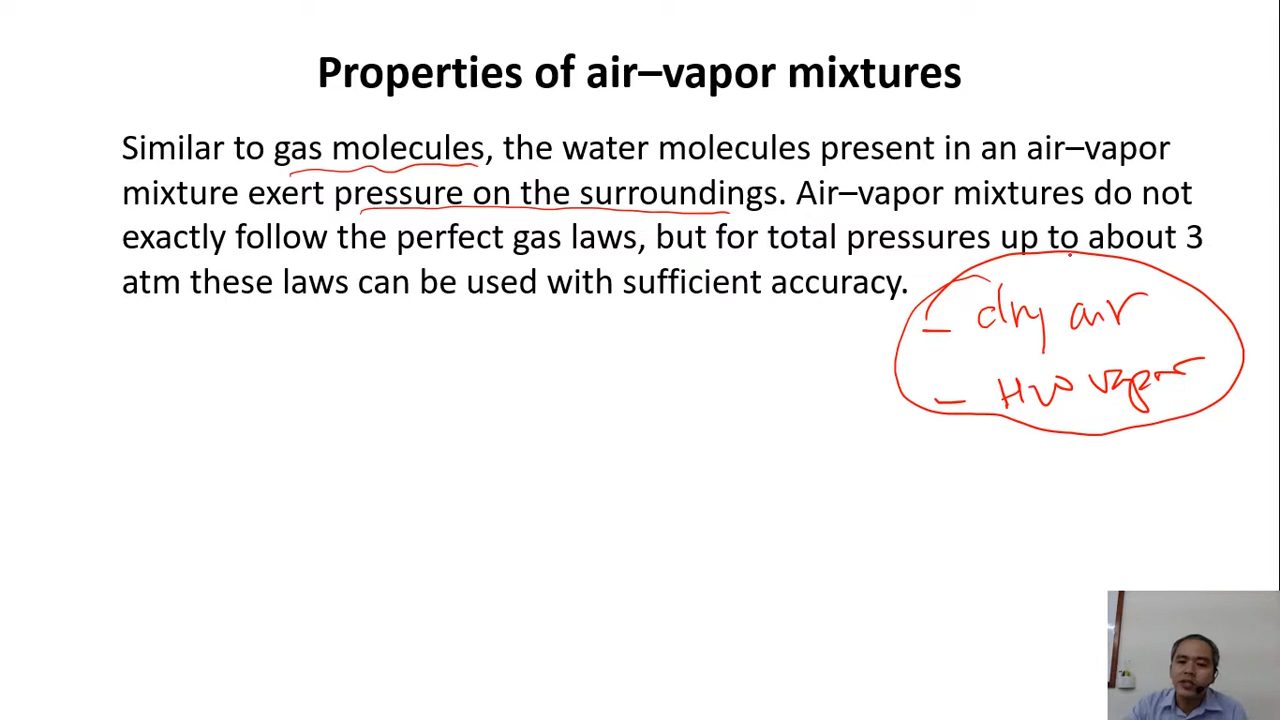 Properties of air–vapor mixtures
Similar to gas molecules, the water molecules present in an air–vapor
mixture exert pressure on the surroundings. Air–vapor mixtures do not
exactly follow the perfect gas laws, but for total pressures up to about 3
atm these laws can be used with sufficient accuracy.
- dry air
- H2O vapor